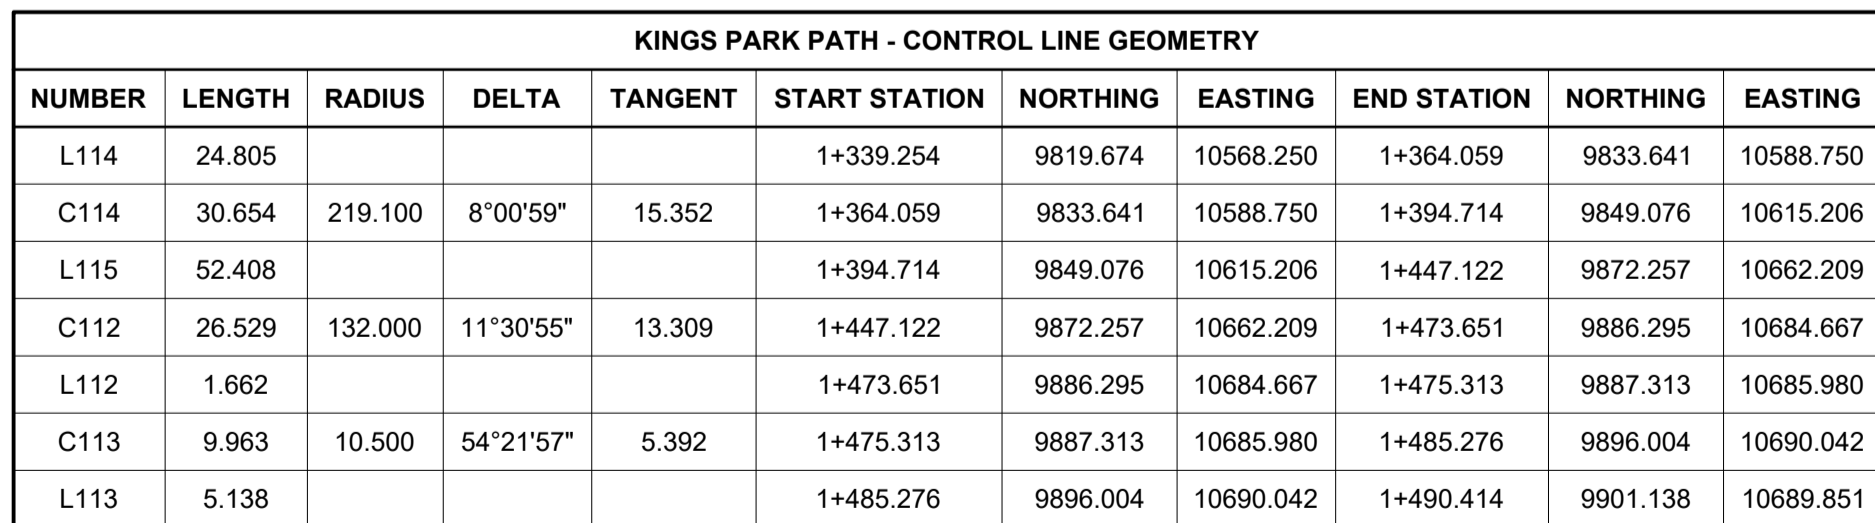 KINGS PARK PATH - CONTROL LINE GEOMETRY
NUMBER LENGTH RADIUS DELTA TANGENT START STATION NORTHING EASTING END STATION NORTHING EASTING
L114 24.805 1+339.254 9819.674 10568.250 1+364.059 9833.641 10588.750
C114 30.654 219.100 8°00'59" 15.352 1+364.059 9833.641 10588.750 1+394.714 9849.076 10615.206
L115 52.408 1+394.714 9849.076 10615.206 1+447.122 9872.257 10662.209
C112 26.529 132.000 11°30'55" 13.309 1+447.122 9872.257 10662.209 1+473.651 9886.295 10684.667
L112 1.662 1+473.651 9886.295 10684.667 1+475.313 9887.313 10685.980
C113 9.963 10.500 54°21'57" 5.392 1+475.313 9887.313 10685.980 1+485.276 9896.004 10690.042
L113 5.138 1+485.276 9896.004 10690.042 1+490.414 9901.138 10689.851